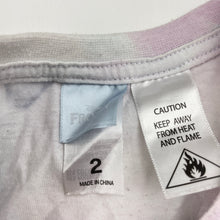 2
MADE IN CHINA
CAUTION
KEEP AWAY
FROM HEAT
AND FLAME